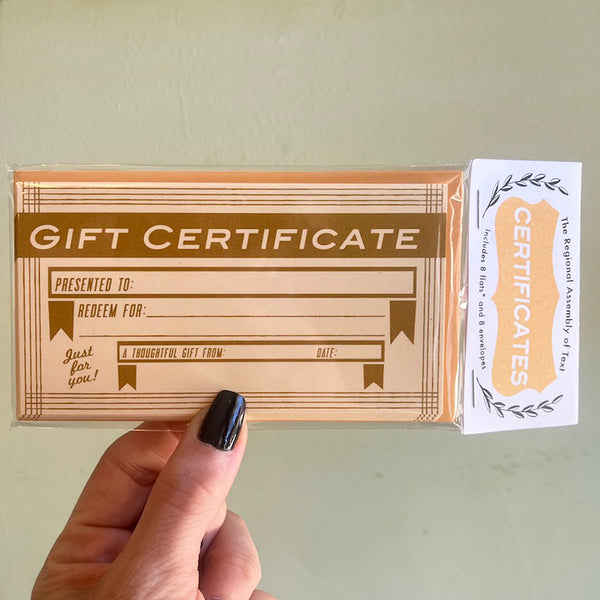 GIFT CERTIFICATE
PRESENTED TO:
REDEEM FOR:
Just
for
you!
A THOUGHTFUL GIFT FROM: DATE:
The Regional Assembly of Text
CERTIFICATES
Includes 8 flats* and 8 envelopes